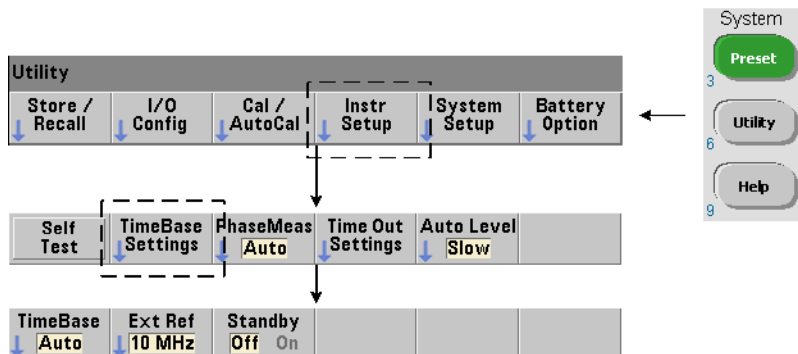 System
Preset
3
Utility
6
Help
9
Utility
Store / Recall
I/O Config
Cal / AutoCal
Instr Setup
System Setup
Battery Option
Self Test
TimeBase Settings
PhaseMeas Auto
Time Out Settings
Auto Level Slow
TimeBase Auto
Ext Ref 10 MHz
Standby Off On